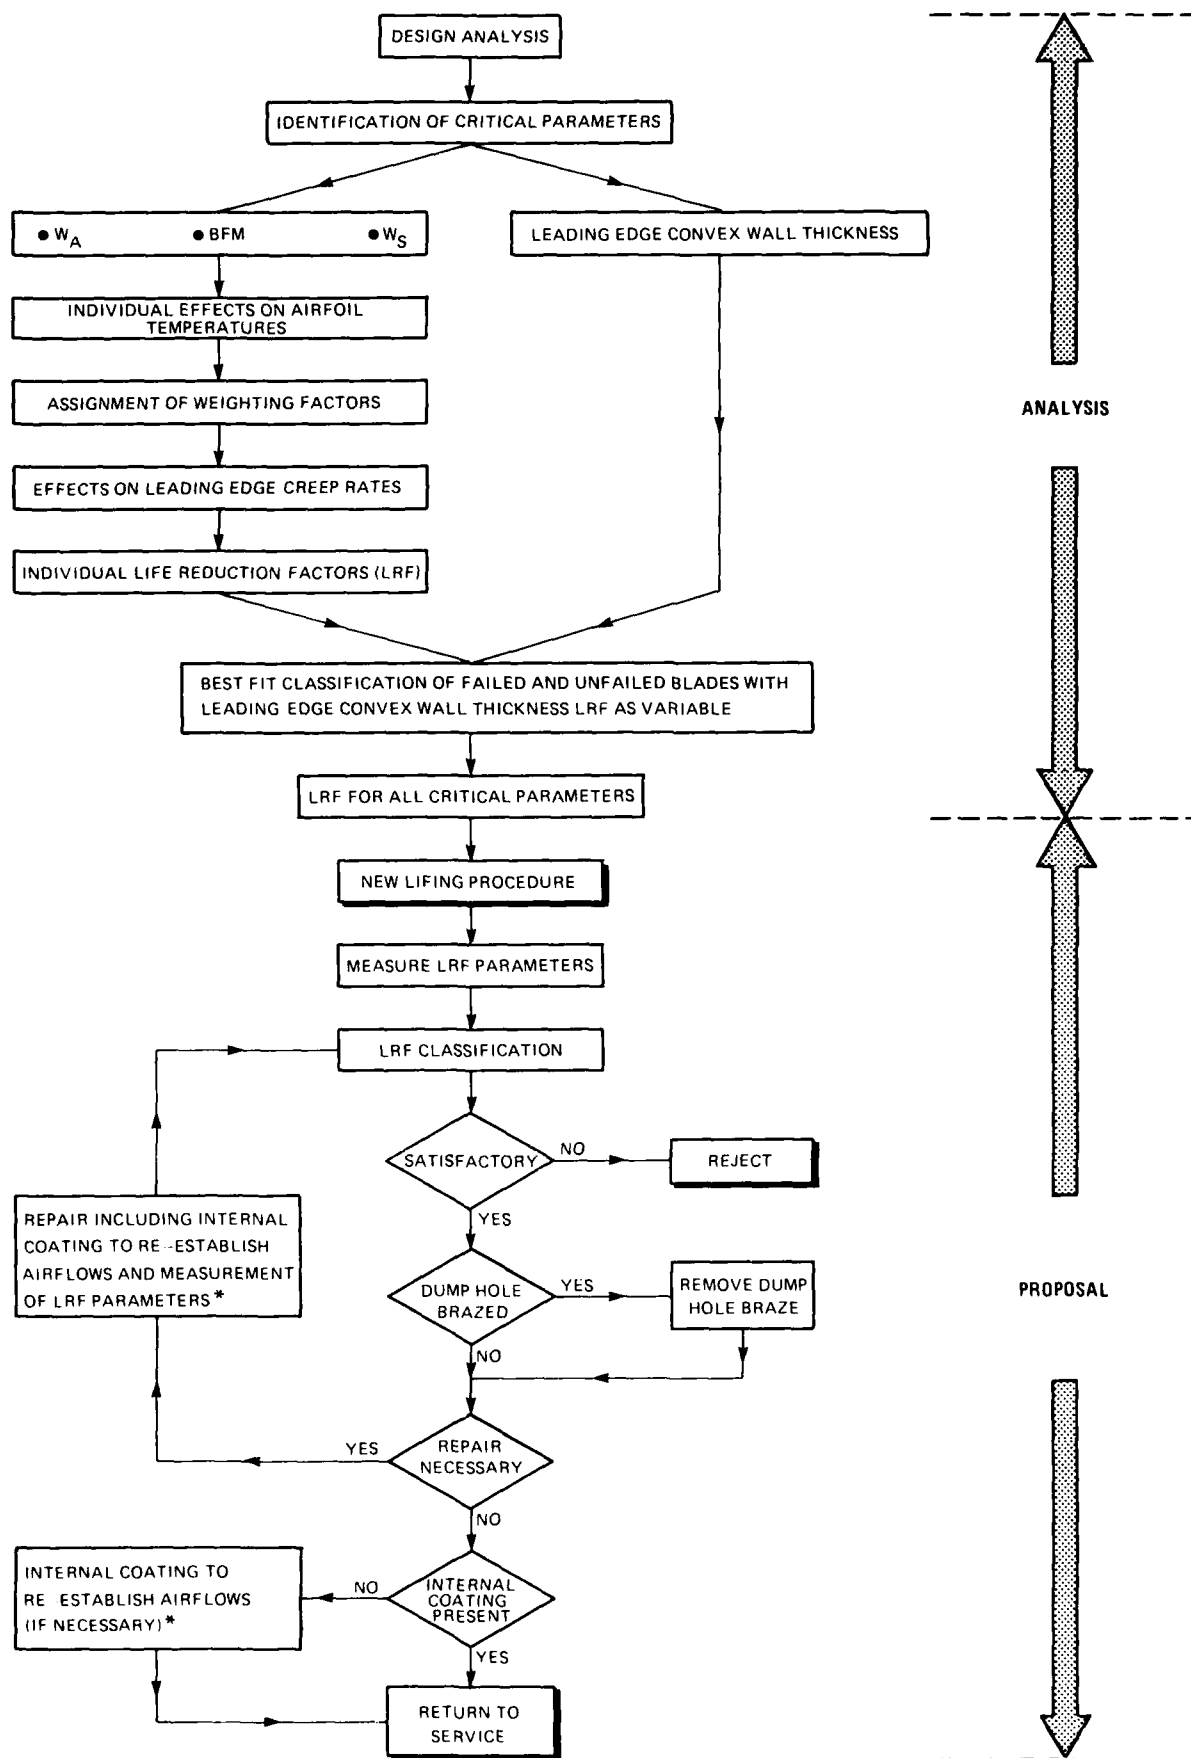 DESIGN ANALYSIS
IDENTIFICATION OF CRITICAL PARAMETERS
● W_A ● BFM ● W_S
LEADING EDGE CONVEX WALL THICKNESS
INDIVIDUAL EFFECTS ON AIRFOIL
TEMPERATURES
ASSIGNMENT OF WEIGHTING FACTORS
ANALYSIS
EFFECTS ON LEADING EDGE CREEP RATES
INDIVIDUAL LIFE REDUCTION FACTORS (LRF)
BEST FIT CLASSIFICATION OF FAILED AND UNFAILED BLADES WITH
LEADING EDGE CONVEX WALL THICKNESS LRF AS VARIABLE
LRF FOR ALL CRITICAL PARAMETERS
NEW LIFING PROCEDURE
MEASURE LRF PARAMETERS
LRF CLASSIFICATION
SATISFACTORY
NO
REJECT
YES
REPAIR INCLUDING INTERNAL
COATING TO RE-ESTABLISH
AIRFLOWS AND MEASUREMENT
OF LRF PARAMETERS*
DUMP HOLE
BRAZED
YES
REMOVE DUMP
HOLE BRAZE
PROPOSAL
NO
REPAIR
NECESSARY
YES
NO
INTERNAL COATING TO
RE-ESTABLISH AIRFLOWS
(IF NECESSARY)*
NO
INTERNAL
COATING
PRESENT
YES
RETURN TO
SERVICE